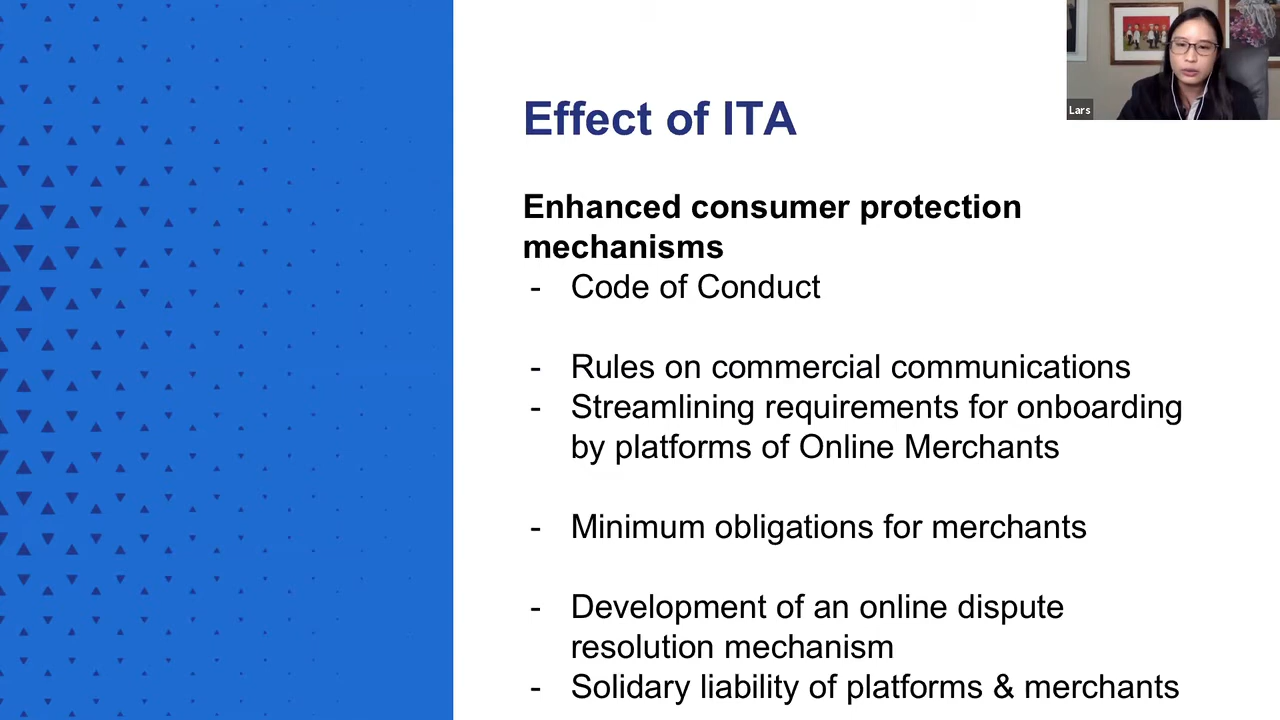 Lars
Effect of ITA
Enhanced consumer protection
mechanisms
- Code of Conduct
- Rules on commercial communications
- Streamlining requirements for onboarding
by platforms of Online Merchants
- Minimum obligations for merchants
- Development of an online dispute
resolution mechanism
- Solidary liability of platforms & merchants